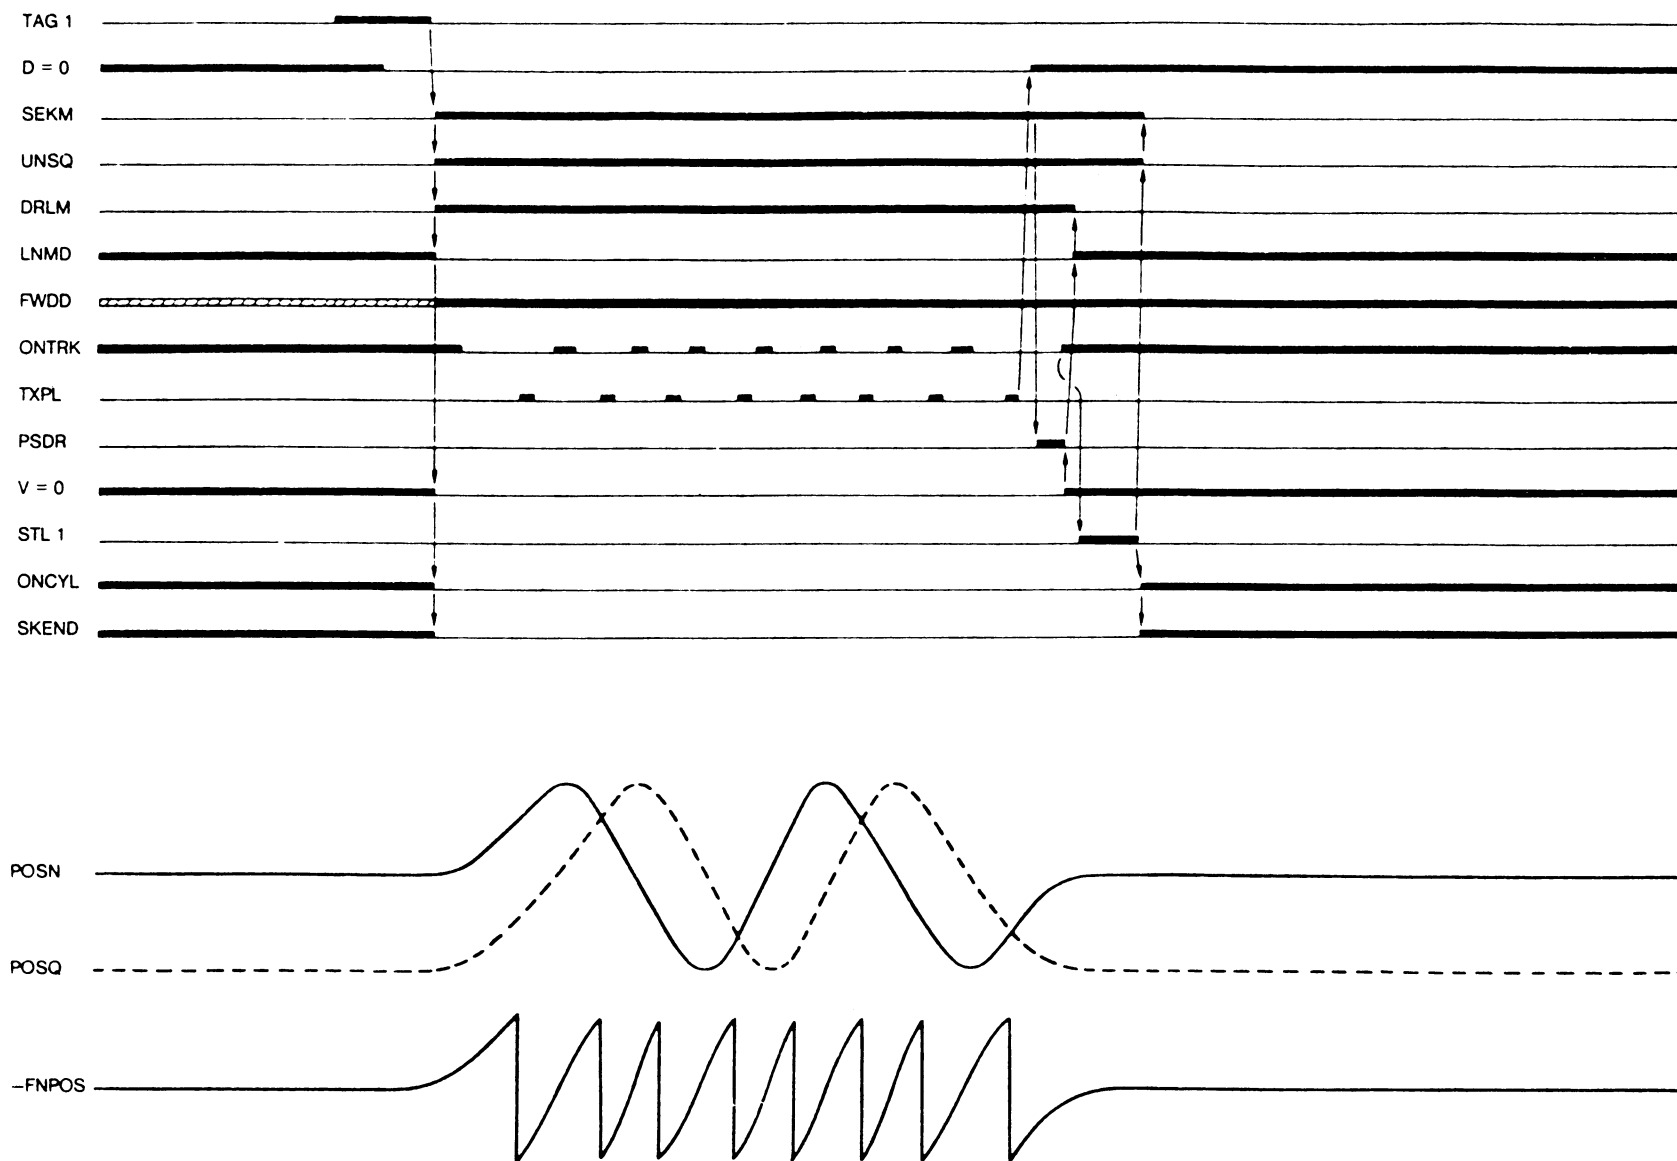 TAG 1
D = 0
SEKM
UNSQ
DRLM
LNMD
FWDD
ONTRK
TXPL
PSDR
V = 0
STL 1
ONCYL
SKEND
POSN
POSQ
–FNPOS